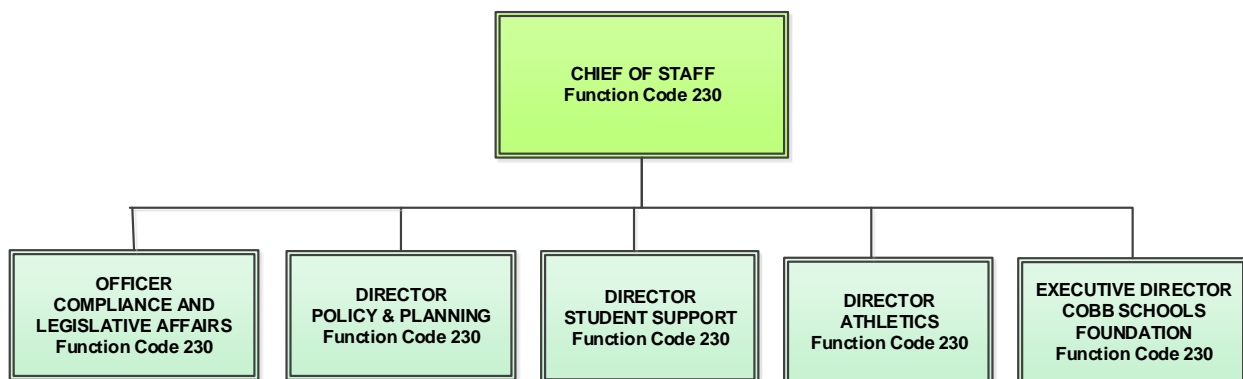 CHIEF OF STAFF
Function Code 230
OFFICER
COMPLIANCE AND
LEGISLATIVE AFFAIRS
Function Code 230
DIRECTOR
POLICY & PLANNING
Function Code 230
DIRECTOR
STUDENT SUPPORT
Function Code 230
DIRECTOR
ATHLETICS
Function Code 230
EXECUTIVE DIRECTOR
COBB SCHOOLS
FOUNDATION
Function Code 230